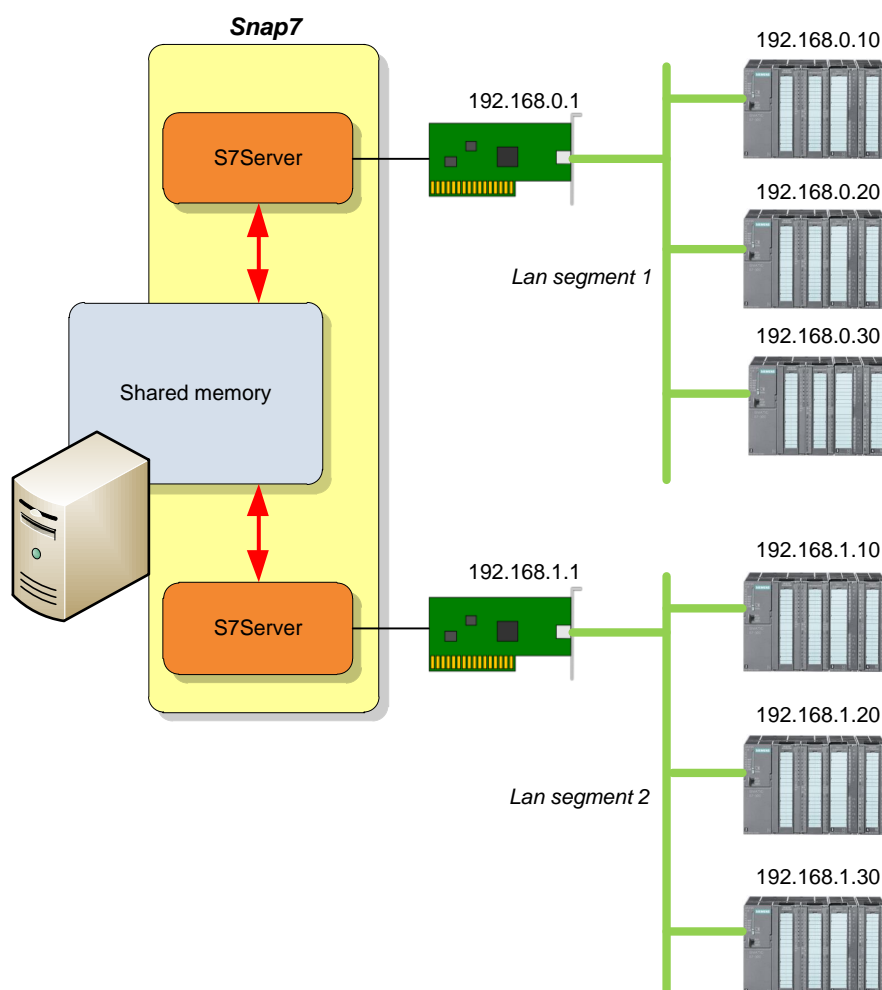 Snap7
192.168.0.10
192.168.0.1
S7Server
192.168.0.20
Lan segment 1
192.168.0.30
Shared memory
192.168.1.10
192.168.1.1
S7Server
192.168.1.20
Lan segment 2
192.168.1.30